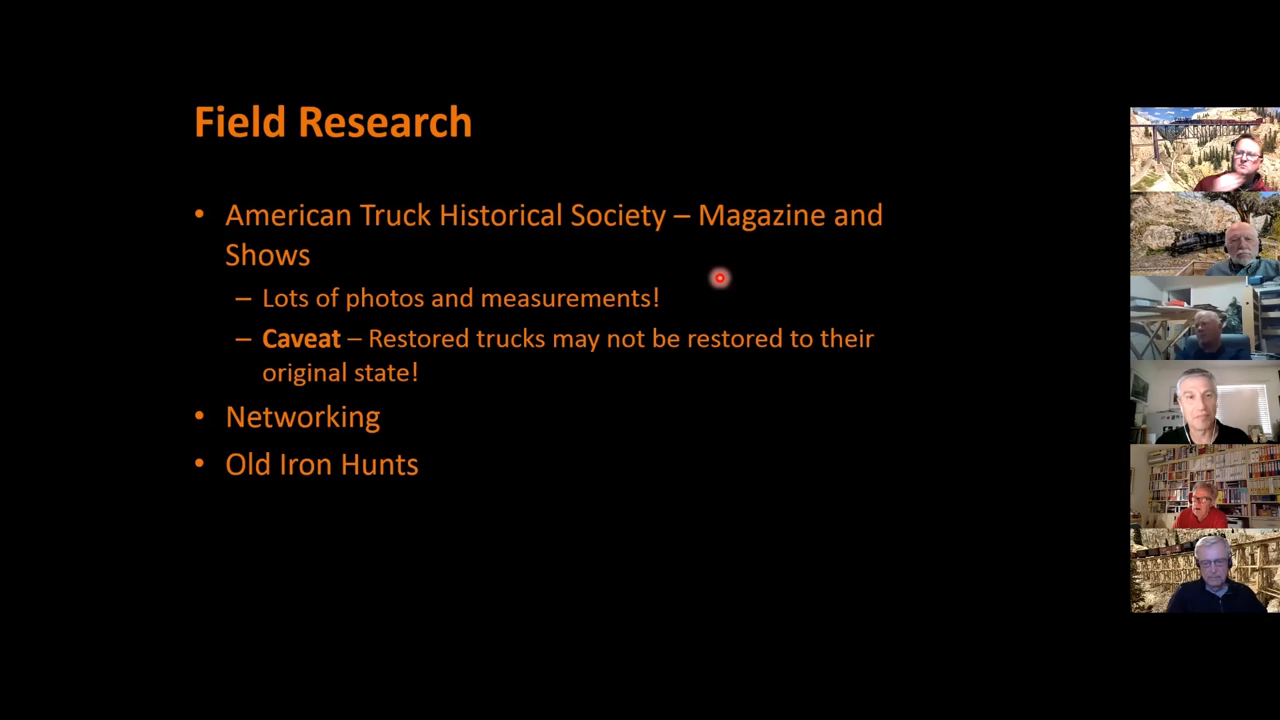 Field Research
• American Truck Historical Society – Magazine and
Shows
– Lots of photos and measurements!
– Caveat – Restored trucks may not be restored to their
original state!
• Networking
• Old Iron Hunts